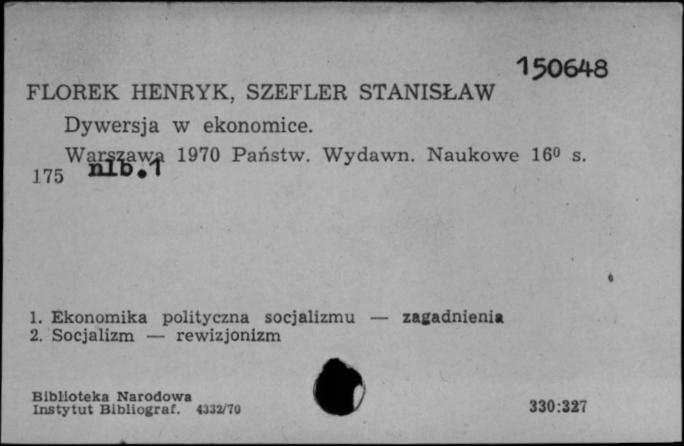 150648
FLOREK HENRYK, SZEFLER STANISŁAW
Dywersja w ekonomice.
Warszawa 1970 Państw. Wydawn. Naukowe 16⁰ s.
175 nlb.1
1. Ekonomika polityczna socjalizmu — zagadnienia
2. Socjalizm — rewizjonizm
Biblioteka Narodowa
Instytut Bibliograf. 4332/70
330:327